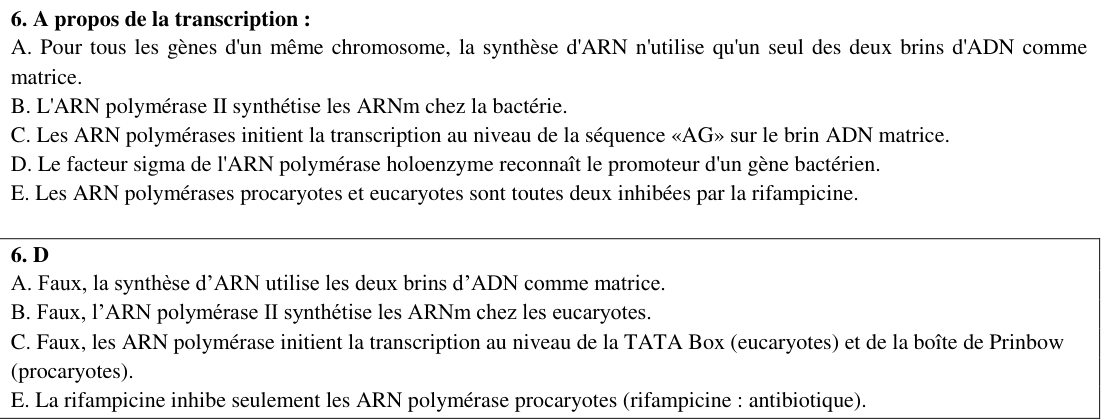 6. A propos de la transcription :
A. Pour tous les gènes d'un même chromosome, la synthèse d'ARN n'utilise qu'un seul des deux brins d'ADN comme
matrice.
B. L'ARN polymérase II synthétise les ARNm chez la bactérie.
C. Les ARN polymérases initient la transcription au niveau de la séquence «AG» sur le brin ADN matrice.
D. Le facteur sigma de l'ARN polymérase holoenzyme reconnaît le promoteur d'un gène bactérien.
E. Les ARN polymérases procaryotes et eucaryotes sont toutes deux inhibées par la rifampicine.
6. D
A. Faux, la synthèse d’ARN utilise les deux brins d’ADN comme matrice.
B. Faux, l’ARN polymérase II synthétise les ARNm chez les eucaryotes.
C. Faux, les ARN polymérase initient la transcription au niveau de la TATA Box (eucaryotes) et de la boîte de Prinbow
(procaryotes).
E. La rifampicine inhibe seulement les ARN polymérase procaryotes (rifampicine : antibiotique).